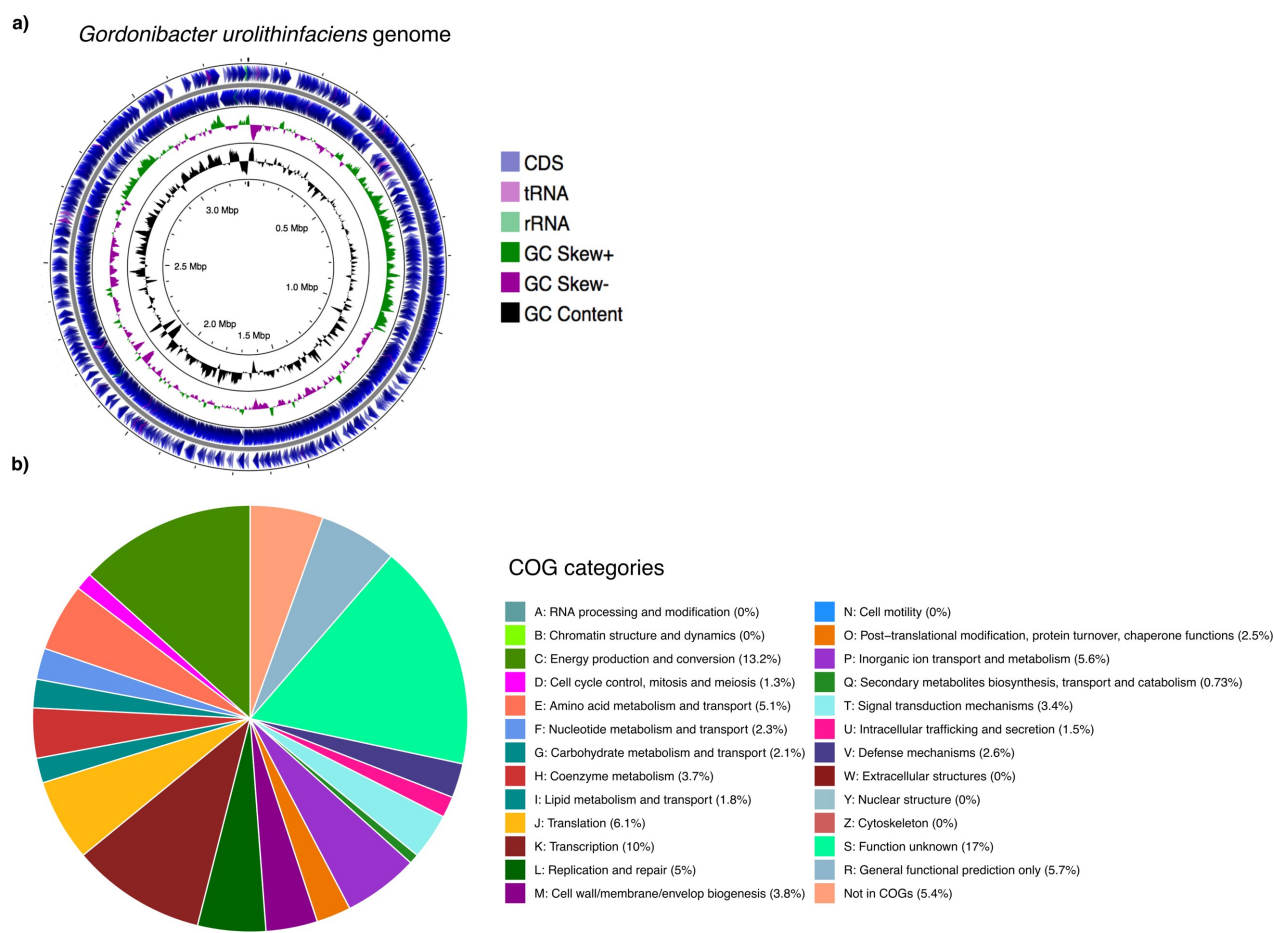 a)
Gordonibacter urolithinfaciens genome
3.0 Mbp
0.5 Mbp
2.5 Mbp
1.0 Mbp
2.0 Mbp
1.5 Mbp
CDS
tRNA
rRNA
GC Skew+
GC Skew-
GC Content
b)
COG categories
A: RNA processing and modification (0%)
B: Chromatin structure and dynamics (0%)
C: Energy production and conversion (13.2%)
D: Cell cycle control, mitosis and meiosis (1.3%)
E: Amino acid metabolism and transport (5.1%)
F: Nucleotide metabolism and transport (2.3%)
G: Carbohydrate metabolism and transport (2.1%)
H: Coenzyme metabolism (3.7%)
I: Lipid metabolism and transport (1.8%)
J: Translation (6.1%)
K: Transcription (10%)
L: Replication and repair (5%)
M: Cell wall/membrane/envelop biogenesis (3.8%)
N: Cell motility (0%)
O: Post−translational modification, protein turnover, chaperone functions (2.5%)
P: Inorganic ion transport and metabolism (5.6%)
Q: Secondary metabolites biosynthesis, transport and catabolism (0.73%)
T: Signal transduction mechanisms (3.4%)
U: Intracellular trafficking and secretion (1.5%)
V: Defense mechanisms (2.6%)
W: Extracellular structures (0%)
Y: Nuclear structure (0%)
Z: Cytoskeleton (0%)
S: Function unknown (17%)
R: General functional prediction only (5.7%)
Not in COGs (5.4%)